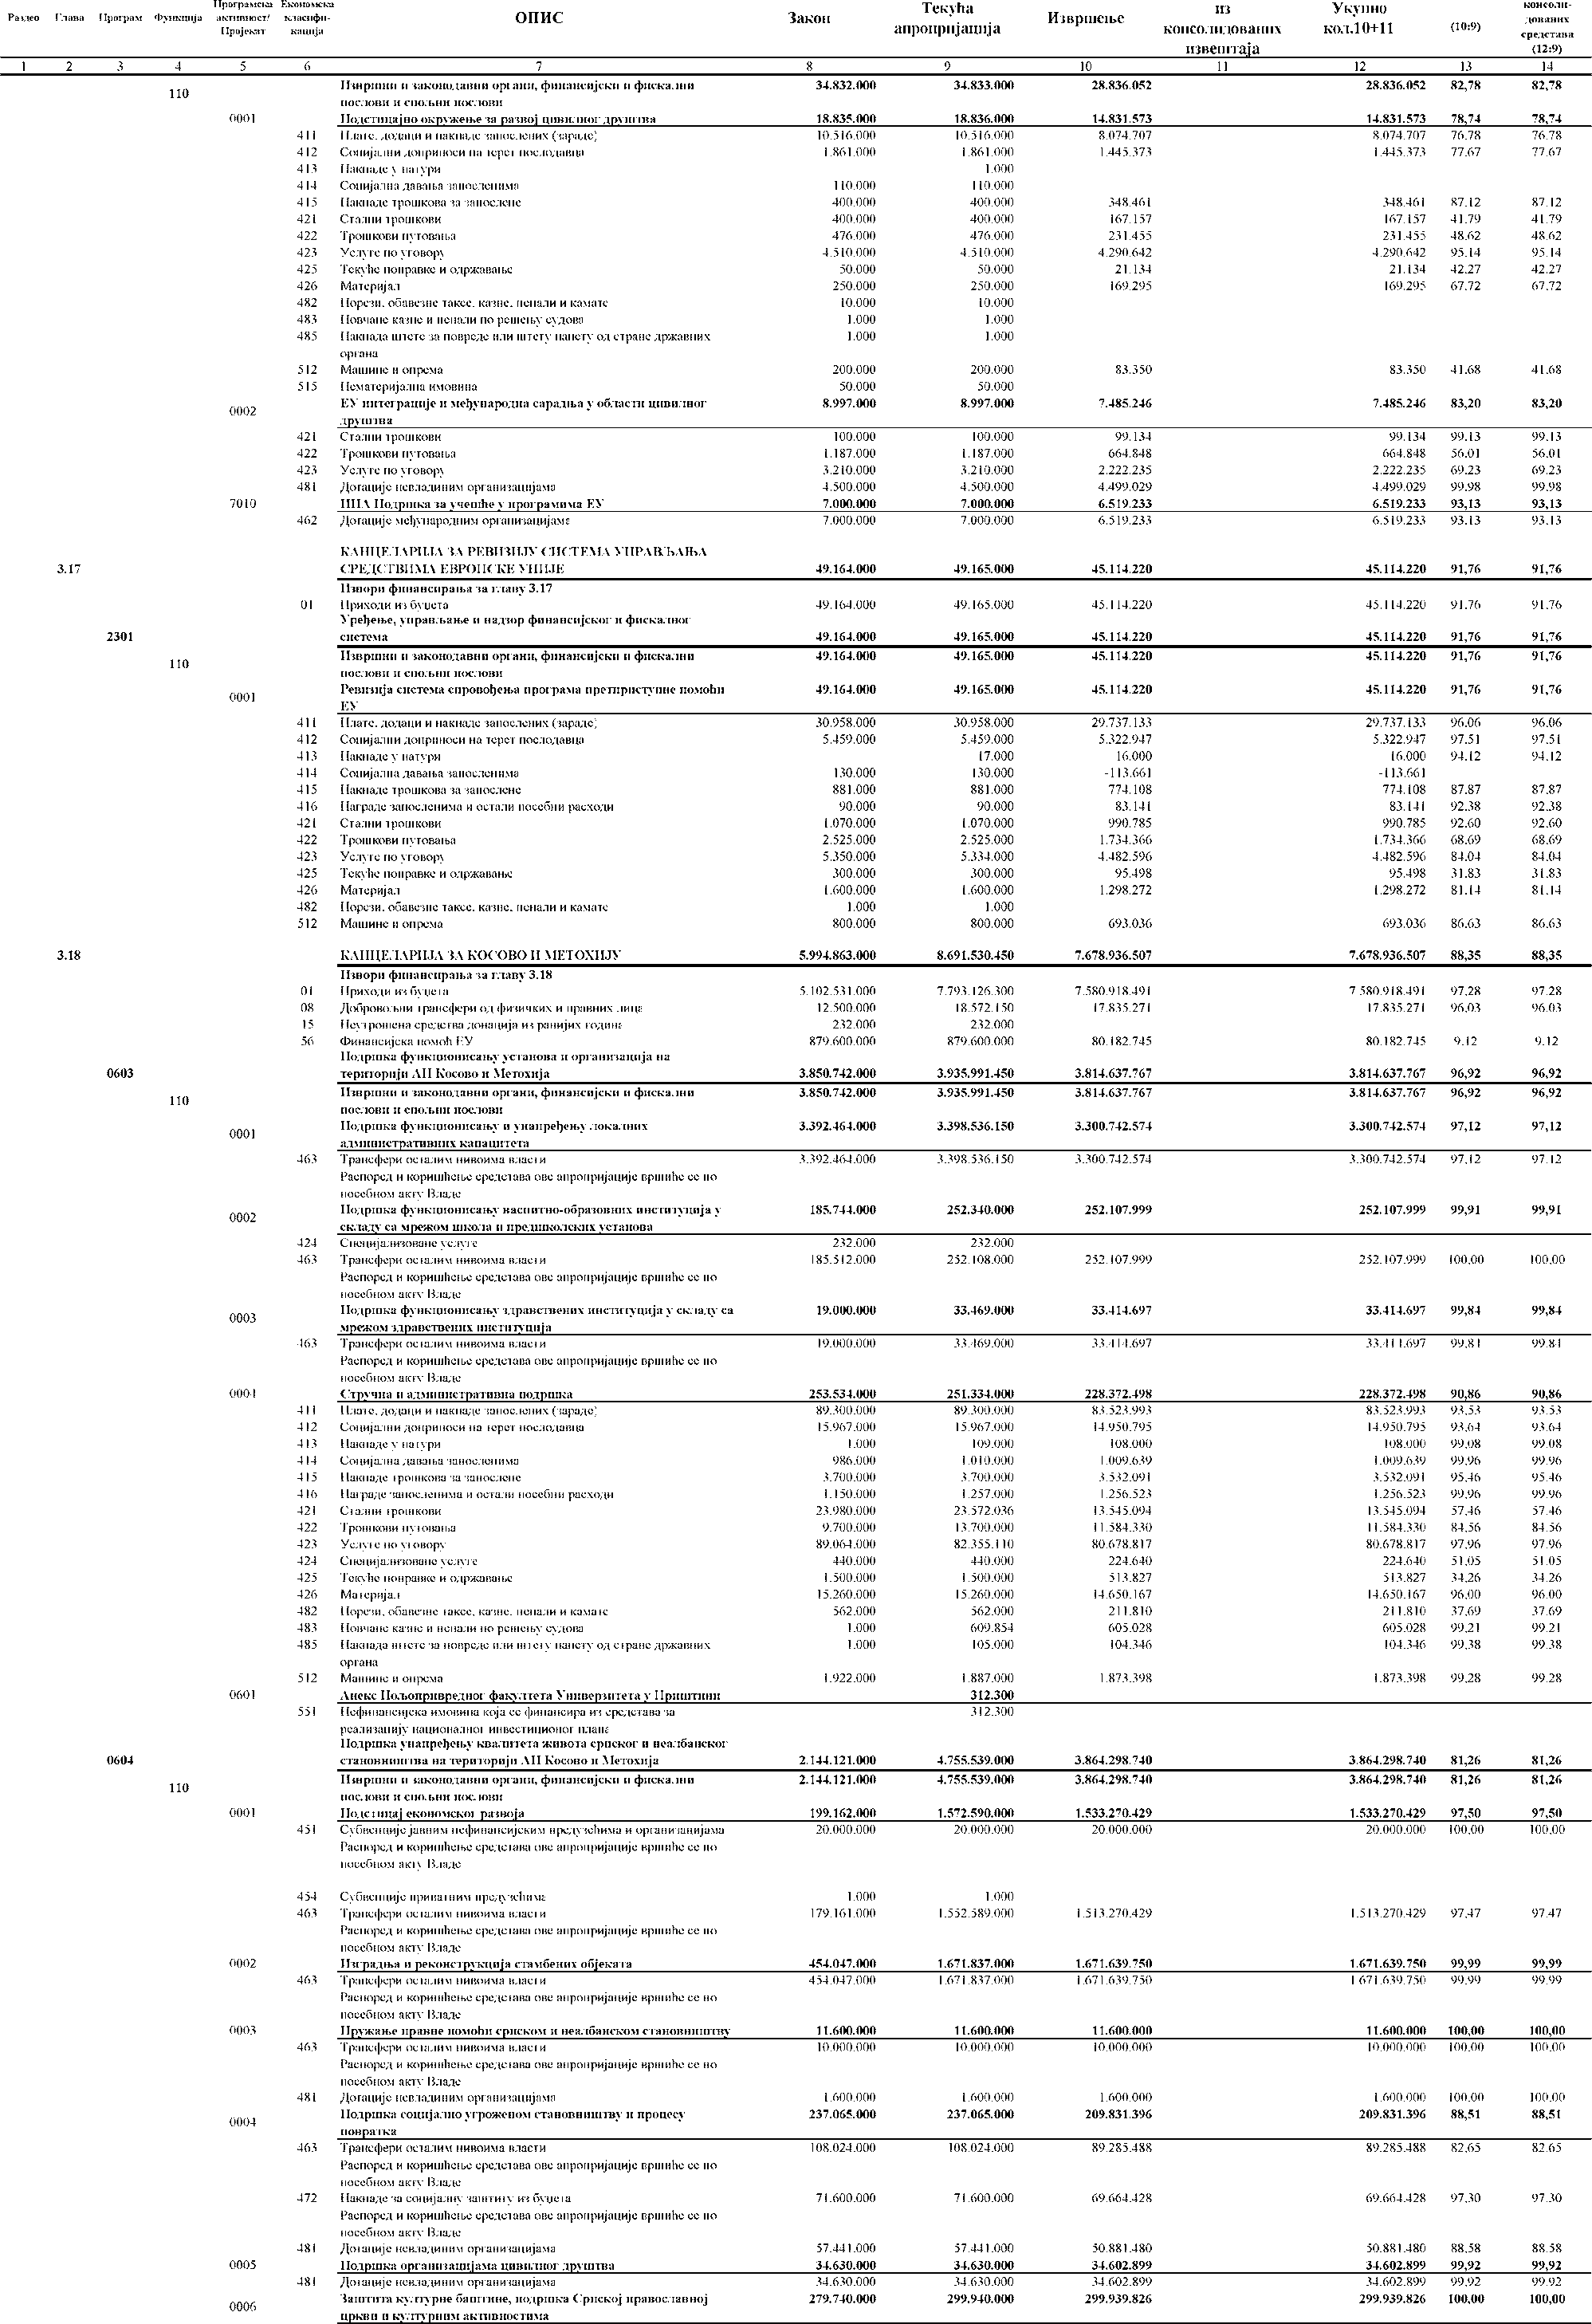 Раздео Глава Програм Функција Програмска активност/ Пројекат Економска класифи-кација ОПИС Закон Текућа апропријација Извршење из консолидованих извештаја Укупно кол.10+11 (10:9) консоли-дованих средстава (12:9)
1 2 3 4 5 6 7 8 9 10 11 12 13 14
110 Извршни и законодавни органи, финансијски и фискални 34.832.000 34.833.000 28.836.052 28.836.052 82,78 82,78
послови и спољни послови
0001 Подстицајно окружење за развој цивилног друштва 18.835.000 18.836.000 14.831.573 14.831.573 78,74 78,74
411 Плате, додаци и накнаде запослених (зараде) 10.516.000 10.516.000 8.074.707 8.074.707 76,78 76,78
412 Социјални доприноси на терет послодавца 1.861.000 1.861.000 1.445.373 1.445.373 77,67 77,67
413 Накнаде у натури 1.000
414 Социјална давања запосленима 110.000 110.000
415 Накнаде трошкова за запослене 400.000 400.000 348.461 348.461 87,12 87,12
421 Стални трошкови 400.000 400.000 167.157 167.157 41,79 41,79
422 Трошкови путовања 476.000 476.000 231.455 231.455 48,62 48,62
423 Услуге по уговору 4.510.000 4.510.000 4.290.642 4.290.642 95,14 95,14
425 Текуће поправке и одржавање 50.000 50.000 21.134 21.134 42,27 42,27
426 Материјал 250.000 250.000 169.295 169.295 67,72 67,72
482 Порези, обавезне таксе, казне, пенали и камате 10.000 10.000
483 Новчане казне и пенали по решењу судова 1.000 1.000
485 Накнада штете за повреде или штету нанету од стране државних 1.000 1.000
органа
512 Машине и опрема 200.000 200.000 83.350 83.350 41,68 41,68
515 Нематеријална имовина 50.000 50.000
0002 ЕУ интеграције и међународна сарадња у области цивилног 8.997.000 8.997.000 7.485.246 7.485.246 83,20 83,20
друштва
421 Стални трошкови 100.000 100.000 99.134 99.134 99,13 99,13
422 Трошкови путовања 1.187.000 1.187.000 664.848 664.848 56,01 56,01
423 Услуге по уговору 3.210.000 3.210.000 2.222.235 2.222.235 69,23 69,23
481 Дотације невладиним организацијама 4.500.000 4.500.000 4.499.029 4.499.029 99,98 99,98
7010 ИПА Подршка за учешће у програмима ЕУ 7.000.000 7.000.000 6.519.233 6.519.233 93,13 93,13
462 Дотације међународним организацијама 7.000.000 7.000.000 6.519.233 6.519.233 93,13 93,13
КАНЦЕЛАРИЈА ЗА РЕВИЗИЈУ СИСТЕМА УПРАВЉАЊА
3.17 СРЕДСТВИМА ЕВРОПСКЕ УНИЈЕ 49.164.000 49.165.000 45.114.220 45.114.220 91,76 91,76
Извори финансирања за главу 3.17
01 Приходи из буџета 49.164.000 49.165.000 45.114.220 45.114.220 91,76 91,76
Уређење, управљање и надзор финансијског и фискалног
2301 система 49.164.000 49.165.000 45.114.220 45.114.220 91,76 91,76
110 Извршни и законодавни органи, финансијски и фискални 49.164.000 49.165.000 45.114.220 45.114.220 91,76 91,76
послови и спољни послови
0001 Ревизија система спровођења програма претприступне помоћи 49.164.000 49.165.000 45.114.220 45.114.220 91,76 91,76
ЕУ
411 Плате, додаци и накнаде запослених (зараде) 30.958.000 30.958.000 29.737.133 29.737.133 96,06 96,06
412 Социјални доприноси на терет послодавца 5.459.000 5.459.000 5.322.947 5.322.947 97,51 97,51
413 Накнаде у натури 17.000 16.000 16.000 94,12 94,12
414 Социјална давања запосленима 130.000 130.000 -113.661 -113.661
415 Накнаде трошкова за запослене 881.000 881.000 774.108 774.108 87,87 87,87
416 Награде запосленима и остали посебни расходи 90.000 90.000 83.141 83.141 92,38 92,38
421 Стални трошкови 1.070.000 1.070.000 990.785 990.785 92,60 92,60
422 Трошкови путовања 2.525.000 2.525.000 1.734.366 1.734.366 68,69 68,69
423 Услуге по уговору 5.350.000 5.334.000 4.482.596 4.482.596 84,04 84,04
425 Текуће поправке и одржавање 300.000 300.000 95.498 95.498 31,83 31,83
426 Материјал 1.600.000 1.600.000 1.298.272 1.298.272 81,14 81,14
482 Порези, обавезне таксе, казне, пенали и камате 1.000 1.000
512 Машине и опрема 800.000 800.000 693.036 693.036 86,63 86,63
3.18 КАНЦЕЛАРИЈА ЗА КОСОВО И МЕТОХИЈУ 5.994.863.000 8.691.530.450 7.678.936.507 7.678.936.507 88,35 88,35
Извори финансирања за главу 3.18
01 Приходи из буџета 5.102.531.000 7.793.126.300 7.580.918.491 7.580.918.491 97,28 97,28
08 Добровољни трансфери од физичких и правних лица 12.500.000 18.572.150 17.835.271 17.835.271 96,03 96,03
15 Неутрошена средства донација из ранијих година 232.000 232.000
56 Финансијска помоћ ЕУ 879.600.000 879.600.000 80.182.745 80.182.745 9,12 9,12
Подршка функционисању установа и организација на
0603 територији АП Косово и Метохија 3.850.742.000 3.935.991.450 3.814.637.767 3.814.637.767 96,92 96,92
110 Извршни и законодавни органи, финансијски и фискални 3.850.742.000 3.935.991.450 3.814.637.767 3.814.637.767 96,92 96,92
послови и спољни послови
0001 Подршка функционисању и унапређењу локалних 3.392.464.000 3.398.536.150 3.300.742.574 3.300.742.574 97,12 97,12
административних капацитета
463 Трансфери осталим нивоима власти 3.392.464.000 3.398.536.150 3.300.742.574 3.300.742.574 97,12 97,12
Распоред и коришћење средстава ове апропријације вршиће се по
посебном акту Владе
0002 Подршка функционисању васпитно-образовних институција у 185.744.000 252.340.000 252.107.999 252.107.999 99,91 99,91
складу са мрежом школа и предшколских установа
424 Специјализоване услуге 232.000 232.000
463 Трансфери осталим нивоима власти 185.512.000 252.108.000 252.107.999 252.107.999 100,00 100,00
Распоред и коришћење средстава ове апропријације вршиће се по
посебном акту Владе
0003 Подршка функционисању здравствених институција у складу са 19.000.000 33.469.000 33.414.697 33.414.697 99,84 99,84
мрежом здравствених институција
463 Трансфери осталим нивоима власти 19.000.000 33.469.000 33.414.697 33.414.697 99,84 99,84
Распоред и коришћење средстава ове апропријације вршиће се по
посебном акту Владе
0004 Стручна и административна подршка 253.534.000 251.334.000 228.372.498 228.372.498 90,86 90,86
411 Плате, додаци и накнаде запослених (зараде) 89.300.000 89.300.000 83.523.993 83.523.993 93,53 93,53
412 Социјални доприноси на терет послодавца 15.967.000 15.967.000 14.950.795 14.950.795 93,64 93,64
413 Накнаде у натури 1.000 109.000 108.000 108.000 99,08 99,08
414 Социјална давања запосленима 986.000 1.010.000 1.009.639 1.009.639 99,96 99,96
415 Накнаде трошкова за запослене 3.700.000 3.700.000 3.532.091 3.532.091 95,46 95,46
416 Награде запосленима и остали посебни расходи 1.150.000 1.257.000 1.256.523 1.256.523 99,96 99,96
421 Стални трошкови 23.980.000 23.572.036 13.545.094 13.545.094 57,46 57,46
422 Трошкови путовања 9.700.000 13.700.000 11.584.330 11.584.330 84,56 84,56
423 Услуге по уговору 89.064.000 82.355.110 80.678.817 80.678.817 97,96 97,96
424 Специјализоване услуге 440.000 440.000 224.640 224.640 51,05 51,05
425 Текуће поправке и одржавање 1.500.000 1.500.000 513.827 513.827 34,26 34,26
426 Материјал 15.260.000 15.260.000 14.650.167 14.650.167 96,00 96,00
482 Порези, обавезне таксе, казне, пенали и камате 562.000 562.000 211.810 211.810 37,69 37,69
483 Новчане казне и пенали по решењу судова 1.000 609.854 605.028 605.028 99,21 99,21
485 Накнада штете за повреде или штету нанету од стране државних 1.000 105.000 104.346 104.346 99,38 99,38
органа
512 Машине и опрема 1.922.000 1.887.000 1.873.398 1.873.398 99,28 99,28
0601 Анекс Пољопривредног факултета Универзитета у Приштини 312.300
551 Нефинансијска имовина која се финансира из средстава за 312.300
реализацију националног инвестиционог плана
Подршка унапређењу квалитета живота српског и неалбанског
0604 становништва на територији АП Косово и Метохија 2.144.121.000 4.755.539.000 3.864.298.740 3.864.298.740 81,26 81,26
110 Извршни и законодавни органи, финансијски и фискални 2.144.121.000 4.755.539.000 3.864.298.740 3.864.298.740 81,26 81,26
послови и спољни послови
0001 Подстицај економског развоја 199.162.000 1.572.590.000 1.533.270.429 1.533.270.429 97,50 97,50
451 Субвенције јавним нефинансијским предузећима и организацијама 20.000.000 20.000.000 20.000.000 20.000.000 100,00 100,00
Распоред и коришћење средстава ове апропријације вршиће се по
посебном акту Владе
454 Субвенције приватним предузећима 1.000 1.000
463 Трансфери осталим нивоима власти 179.161.000 1.552.589.000 1.513.270.429 1.513.270.429 97,47 97,47
Распоред и коришћење средстава ове апропријације вршиће се по
посебном акту Владе
0002 Изградња и реконструкција стамбених објеката 454.047.000 1.671.837.000 1.671.639.750 1.671.639.750 99,99 99,99
463 Трансфери осталим нивоима власти 454.047.000 1.671.837.000 1.671.639.750 1.671.639.750 99,99 99,99
Распоред и коришћење средстава ове апропријације вршиће се по
посебном акту Владе
0003 Пружање правне помоћи српском и неалбанском становништву 11.600.000 11.600.000 11.600.000 11.600.000 100,00 100,00
463 Трансфери осталим нивоима власти 10.000.000 10.000.000 10.000.000 10.000.000 100,00 100,00
Распоред и коришћење средстава ове апропријације вршиће се по
посебном акту Владе
481 Дотације невладиним организацијама 1.600.000 1.600.000 1.600.000 1.600.000 100,00 100,00
0004 Подршка социјално угроженом становништву и процесу 237.065.000 237.065.000 209.831.396 209.831.396 88,51 88,51
повратка
463 Трансфери осталим нивоима власти 108.024.000 108.024.000 89.285.488 89.285.488 82,65 82,65
Распоред и коришћење средстава ове апропријације вршиће се по
посебном акту Владе
472 Накнаде за социјалну заштиту из буџета 71.600.000 71.600.000 69.664.428 69.664.428 97,30 97,30
Распоред и коришћење средстава ове апропријације вршиће се по
посебном акту Владе
481 Дотације невладиним организацијама 57.441.000 57.441.000 50.881.480 50.881.480 88,58 88,58
0005 Подршка организацијама цивилног друштва 34.630.000 34.630.000 34.602.899 34.602.899 99,92 99,92
481 Дотације невладиним организацијама 34.630.000 34.630.000 34.602.899 34.602.899 99,92 99,92
0006 Заштита културне баштине, подршка Српској православној 279.740.000 299.940.000 299.939.826 299.939.826 100,00 100,00
цркви и културним активностима